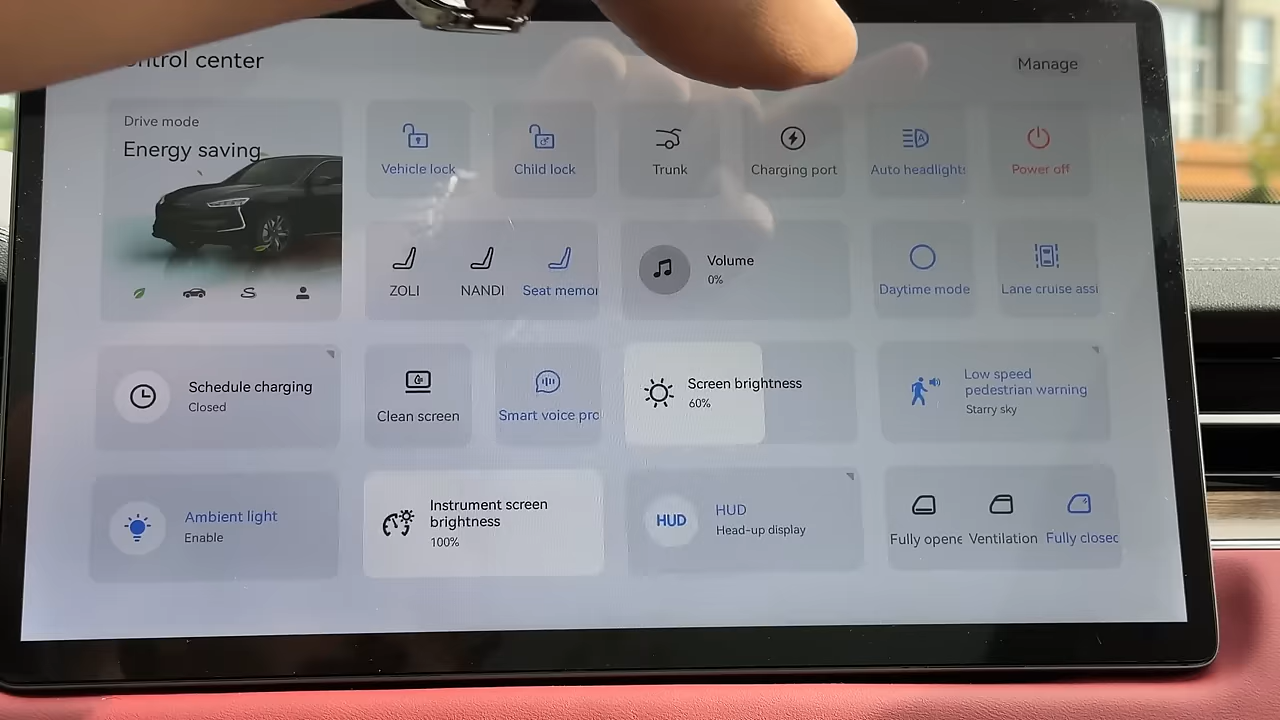 ntrol center
Manage
Drive mode
Energy saving
Vehicle lock
Child lock
Trunk
Charging port
Auto headlights
Power off
ZOLI
NANDI
Seat memor
Volume
0%
Daytime mode
Lane cruise assi
Schedule charging
Closed
Clean screen
Smart voice pro
Screen brightness
60%
Low speed
pedestrian warning
Starry sky
Ambient light
Enable
Instrument screen
brightness
100%
HUD
HUD
Head-up display
Fully opene
Ventilation
Fully closed